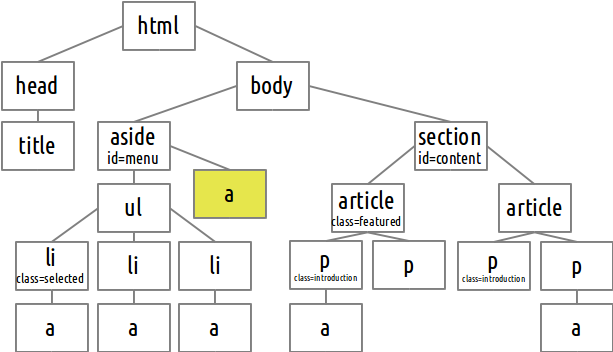 html
head
body
title
aside
id=menu
section
id=content
a
ul
article
class=featured
article
li
class=selected
li
li
p
class=introduction
p
p
class=introduction
p
a
a
a
a
a